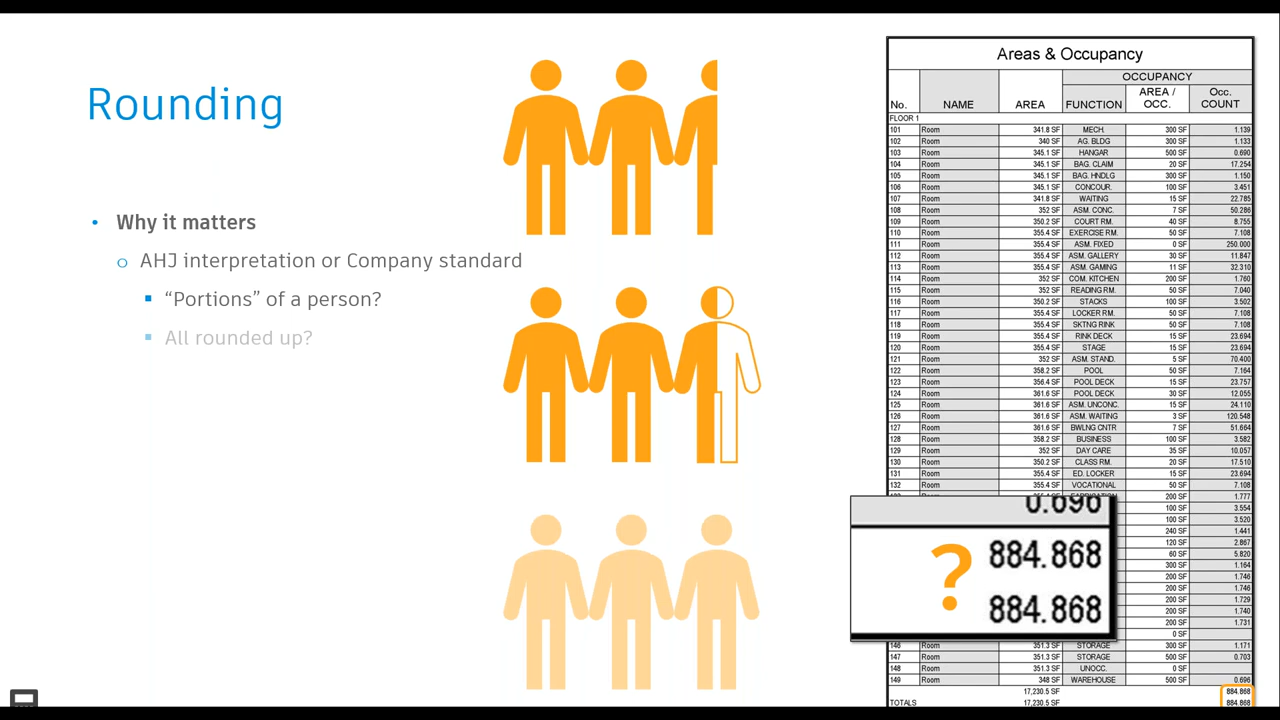 Rounding
• Why it matters
o AHJ interpretation or Company standard
▪ “Portions” of a person?
▪ All rounded up?
Areas & Occupancy
OCCUPANCY
No. NAME AREA FUNCTION AREA / OCC. Occ. COUNT
FLOOR 1
101 Room 341.8 SF MECH. 300 SF 1.139
102 Room 340 SF AG. BLDG 300 SF 1.133
103 Room 345.1 SF HANGAR 500 SF 0.690
104 Room 345.1 SF BAG. CLAIM 20 SF 17.254
105 Room 345.1 SF BAG. HNDLG 300 SF 1.150
106 Room 345.1 SF CONCOUR. 100 SF 3.451
107 Room 341.8 SF WAITING 15 SF 22.785
108 Room 352 SF ASM. CONC. 7 SF 50.286
109 Room 350.2 SF COURT RM. 40 SF 8.755
110 Room 355.4 SF EXERCISE RM. 50 SF 7.108
111 Room 355.4 SF ASM. FIXED 0 SF 250.000
112 Room 355.4 SF ASM. GALLERY 30 SF 11.847
113 Room 355.4 SF ASM. GAMING 11 SF 32.310
114 Room 352 SF COM. KITCHEN 200 SF 1.760
115 Room 352 SF READING RM. 50 SF 7.040
116 Room 350.2 SF STACKS 100 SF 3.502
117 Room 355.4 SF LOCKER RM. 50 SF 7.108
118 Room 355.4 SF SKTNG RINK 50 SF 7.108
119 Room 355.4 SF RINK DECK 15 SF 23.694
120 Room 355.4 SF STAGE 15 SF 23.694
121 Room 352 SF ASM. STAND. 5 SF 70.400
122 Room 358.2 SF POOL 50 SF 7.164
123 Room 356.4 SF POOL DECK 15 SF 23.757
124 Room 361.6 SF POOL DECK 30 SF 12.055
125 Room 361.6 SF ASM. UNCONC. 15 SF 24.110
126 Room 361.6 SF ASM. WAITING 3 SF 120.548
127 Room 361.6 SF BWLNG CNTR 7 SF 51.664
128 Room 358.2 SF BUSINESS 100 SF 3.582
129 Room 352 SF DAY CARE 35 SF 10.057
130 Room 350.2 SF CLASS RM. 20 SF 17.510
131 Room 355.4 SF ED. LOCKER 15 SF 23.694
132 Room 355.4 SF VOCATIONAL 50 SF 7.108
200 SF 1.777
100 SF 3.554
100 SF 3.520
240 SF 1.441
120 SF 2.867
60 SF 5.820
300 SF 1.164
200 SF 1.746
200 SF 1.746
200 SF 1.729
200 SF 1.740
200 SF 1.731
0 SF
146 Room 351.3 SF STORAGE 300 SF 1.171
147 Room 351.3 SF STORAGE 500 SF 0.703
148 Room 351.3 SF UNOCC. 0 SF
149 Room 348 SF WAREHOUSE 500 SF 0.696
17,230.5 SF 884.868
TOTALS 17,230.5 SF 884.868
0.696
? 884.868
884.868